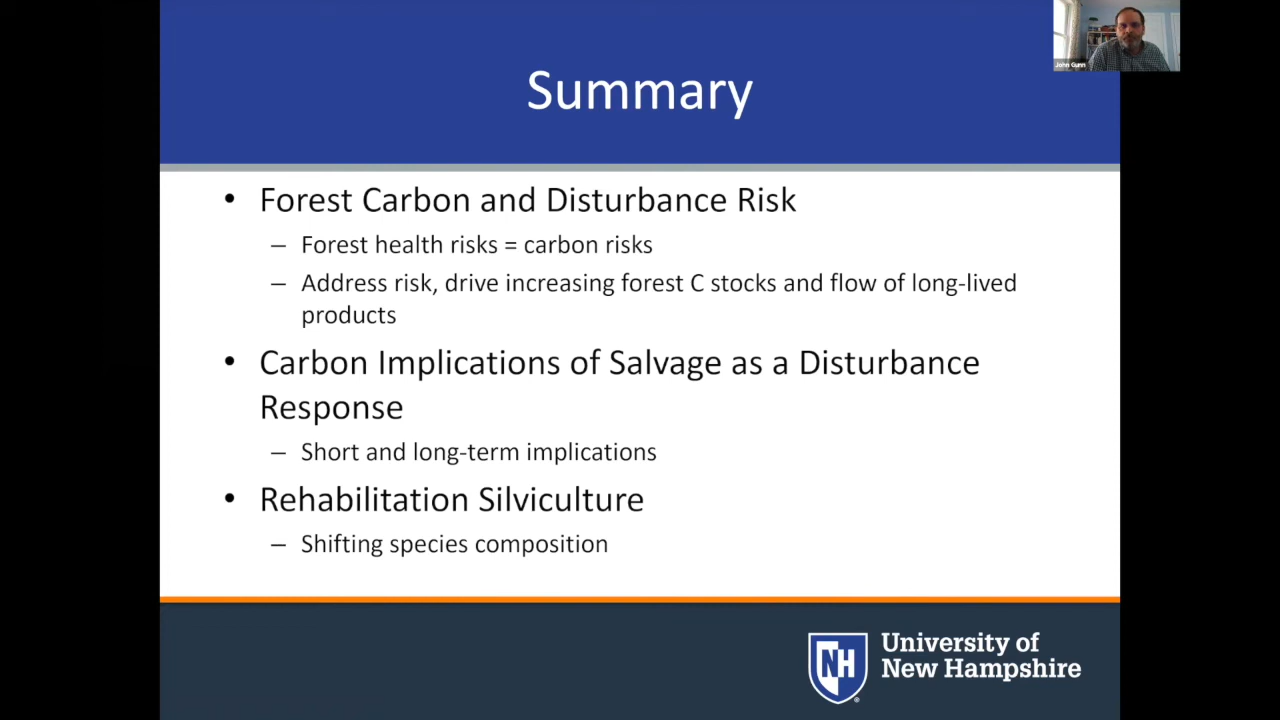 John Gunn
Summary
• Forest Carbon and Disturbance Risk
– Forest health risks = carbon risks
– Address risk, drive increasing forest C stocks and flow of long-lived
products
• Carbon Implications of Salvage as a Disturbance
Response
– Short and long-term implications
• Rehabilitation Silviculture
– Shifting species composition
NH
University of
New Hampshire